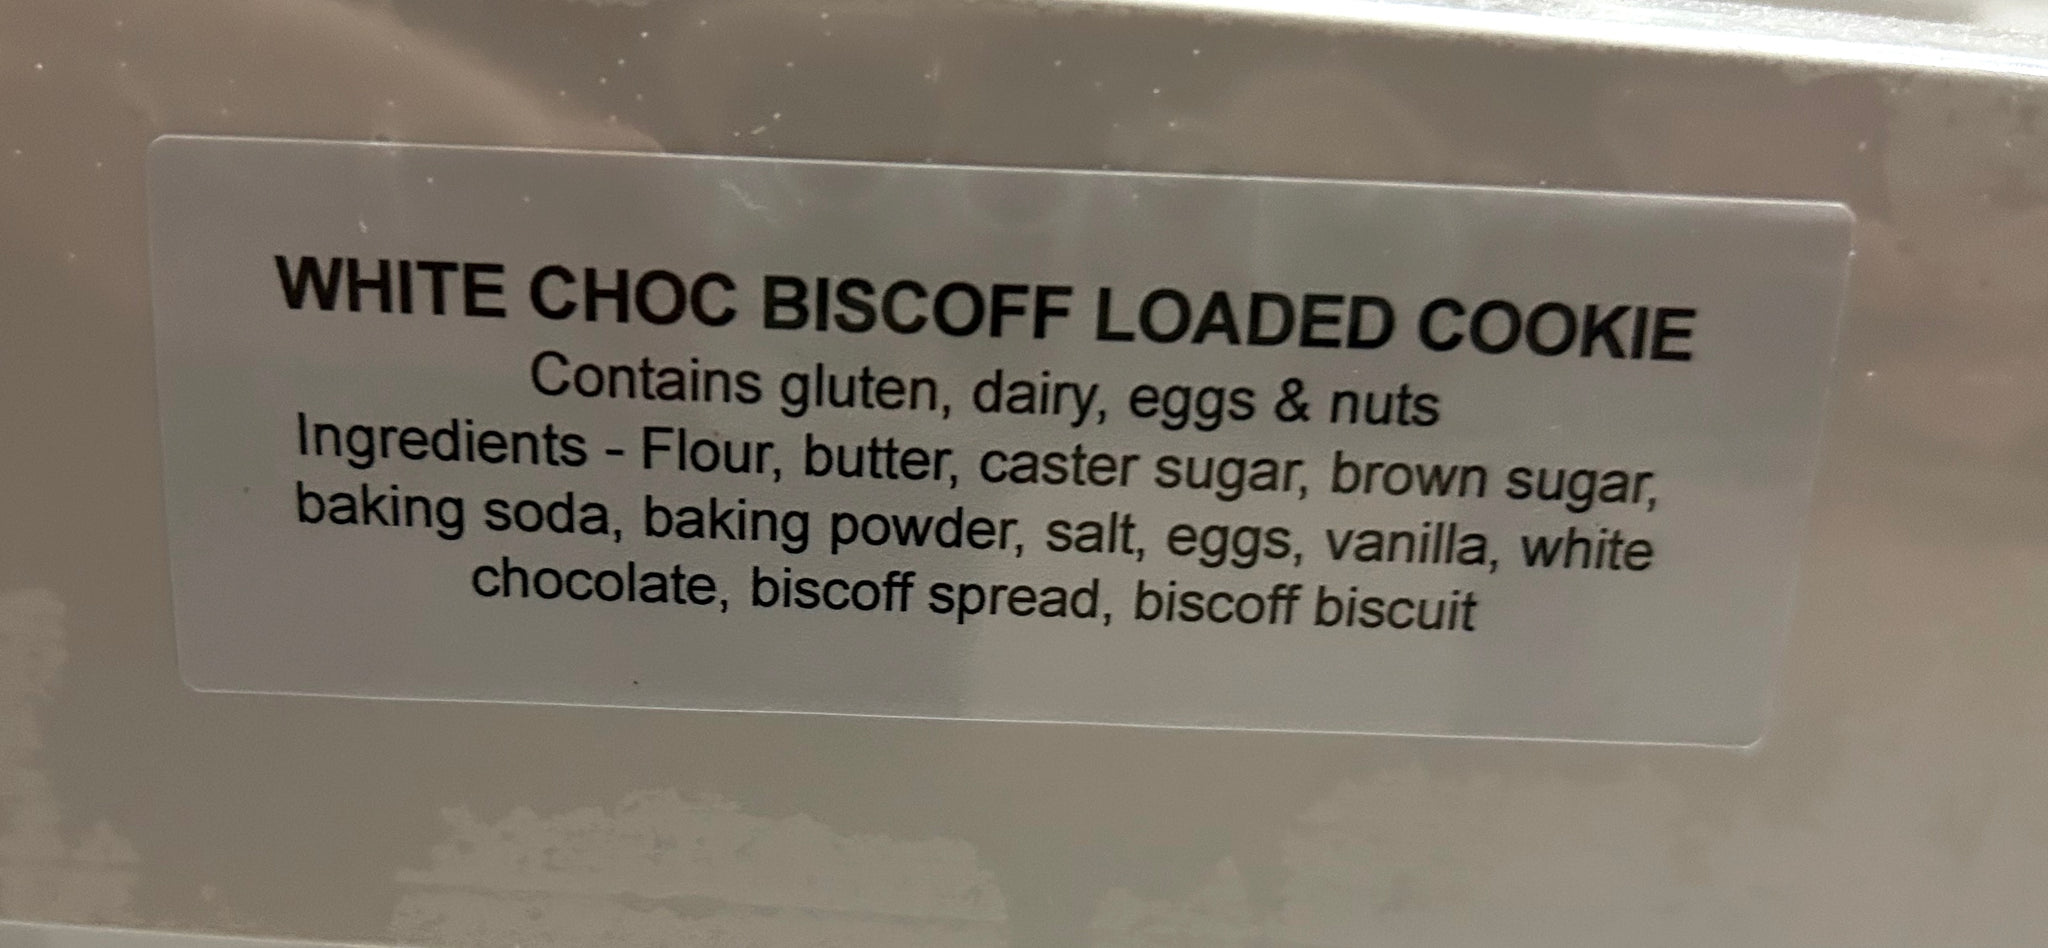 WHITE CHOC BISCOFF LOADED COOKIE
Contains gluten, dairy, eggs & nuts
Ingredients - Flour, butter, caster sugar, brown sugar,
baking soda, baking powder, salt, eggs, vanilla, white
chocolate, biscoff spread, biscoff biscuit